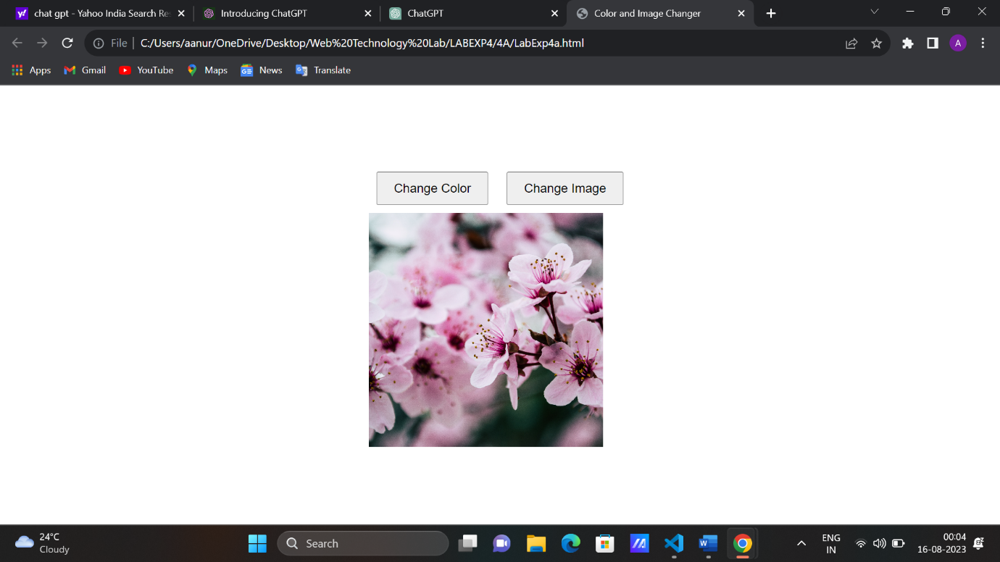 chat gpt - Yahoo India Search Re
Introducing ChatGPT
ChatGPT
Color and Image Changer
File
C:/Users/aanur/OneDrive/Desktop/Web%20Technology%20Lab/LABEXP4/4A/LabExp4a.html
A
Apps
Gmail
YouTube
Maps
News
Translate
Change Color
Change Image
24°C
Cloudy
Search
ENG
IN
00:04
16-08-2023